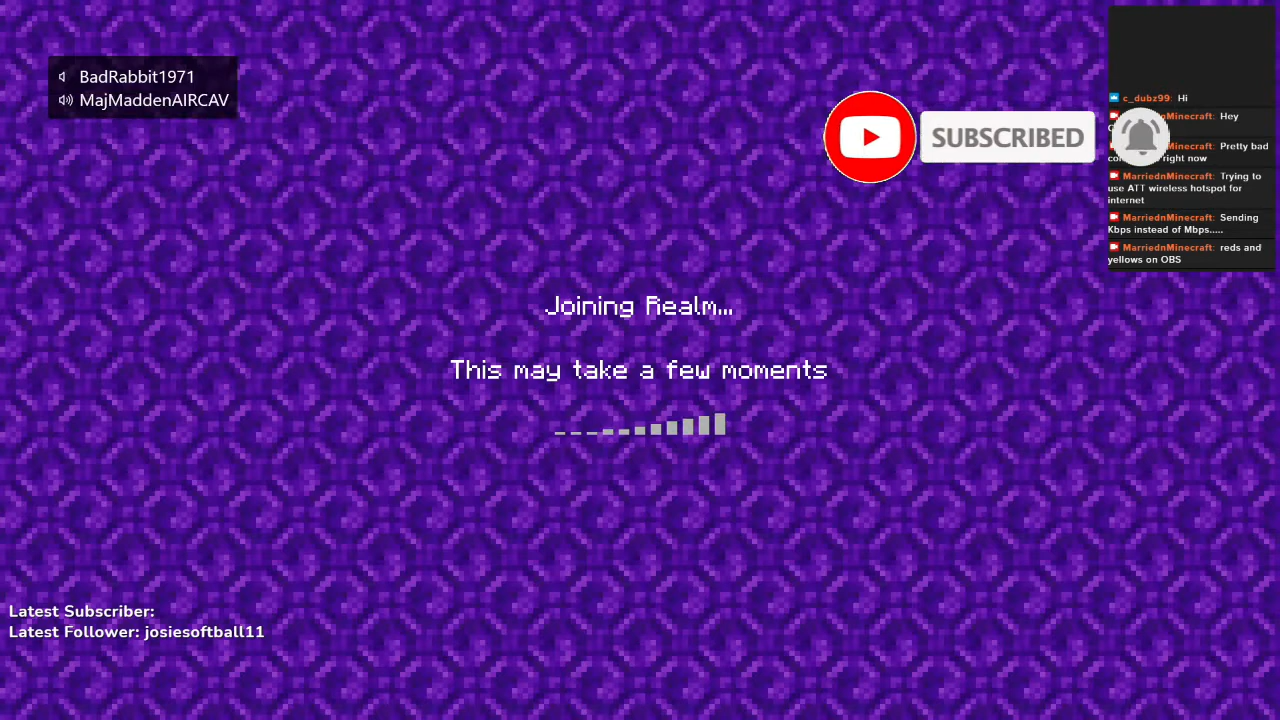 BadRabbit1971
MajMaddenAIRCAV
SUBSCRIBED
c_dubz99: Hi
nMinecraft: Hey
nMinecraft: Pretty bad
right now
MarriednMinecraft: Trying to
use ATT wireless hotspot for
internet
MarriednMinecraft: Sending
Kbps instead of Mbps.....
MarriednMinecraft: reds and
yellows on OBS
Joining Realm...
This may take a few moments
Latest Subscriber:
Latest Follower: josiesoftball11